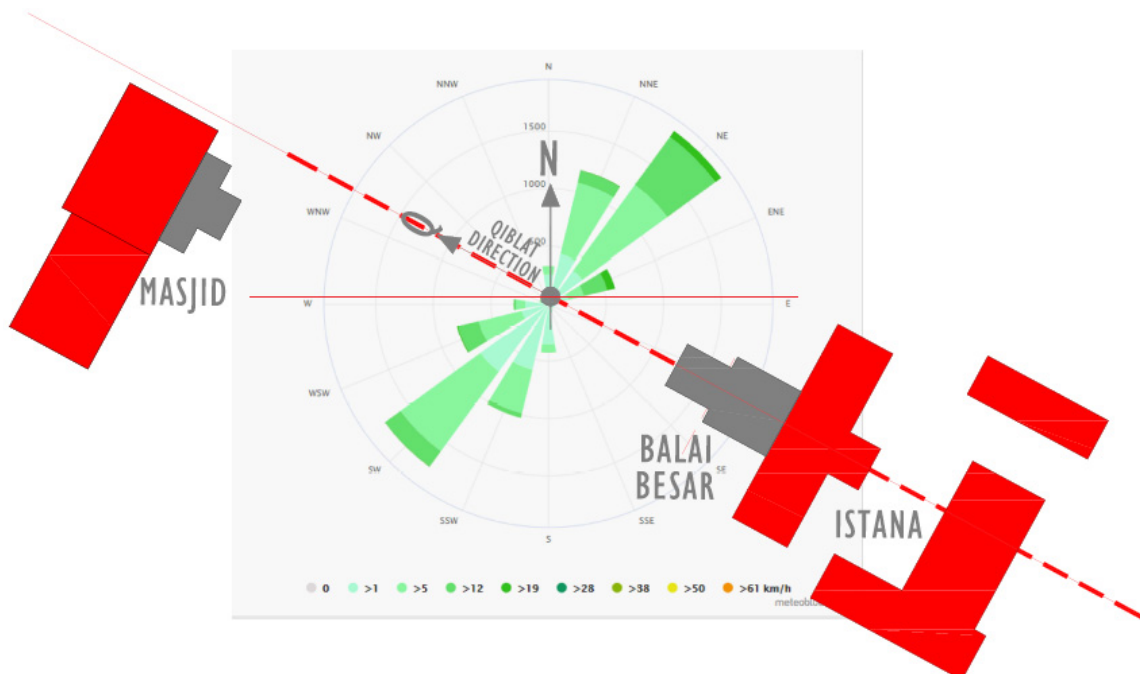 N
NNW
NNE
1500
NW
NE
N
1000
WNW
ENE
QIBLAT
DIRECTION
MASJID
W
E
WSW
BALAI
BESAR
SW
SE
ISTANA
SSW
SSE
S
0
>1
>5
>12
>19
>28
>38
>50
>61 km/h